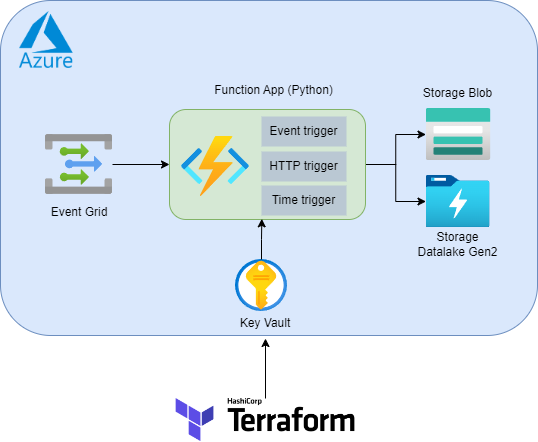 Azure
Function App (Python)
Storage Blob
Event trigger
HTTP trigger
Time trigger
Event Grid
Storage
Datalake Gen2
Key Vault
HashiCorp
Terraform